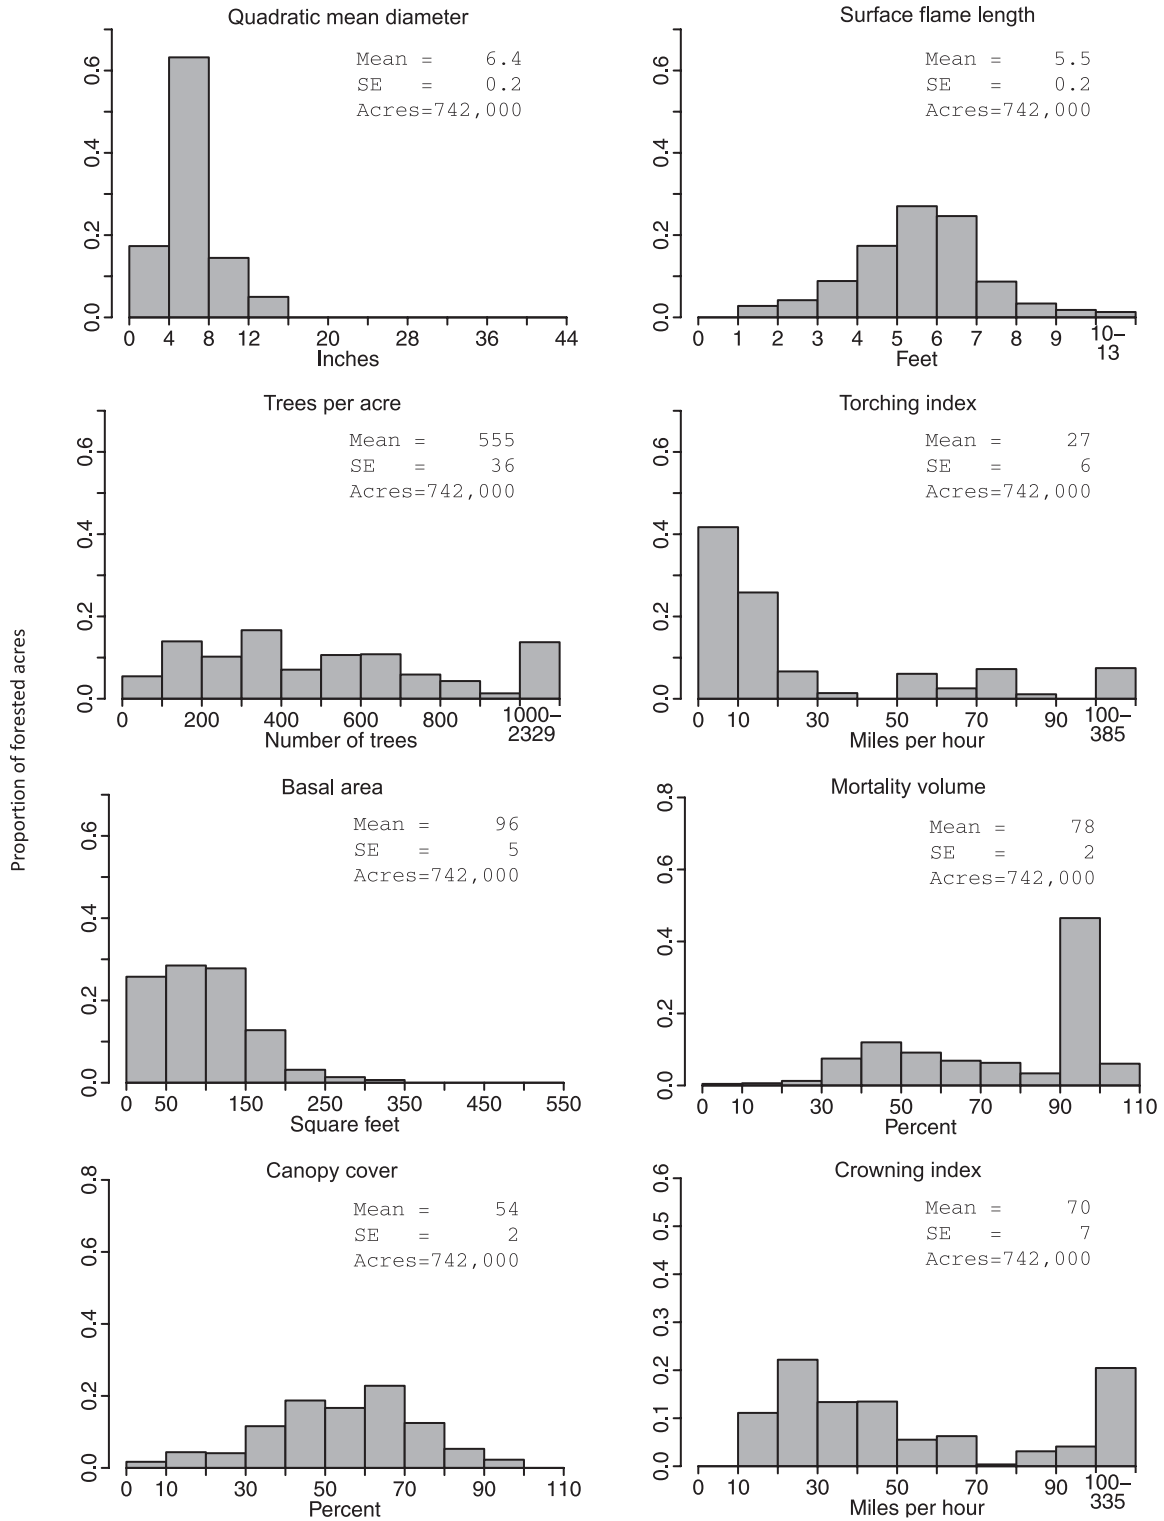 Proportion of forested acres
Quadratic mean diameter
Mean = 6.4
SE = 0.2
Acres=742,000
0.6
0.4
0.2
0.0
0 4 8 12 20 28 36 44
Inches
Surface flame length
Mean = 5.5
SE = 0.2
Acres=742,000
0.6
0.4
0.2
0.0
0 1 2 3 4 5 6 7 8 9 10–
13
Feet
Trees per acre
Mean = 555
SE = 36
Acres=742,000
0.6
0.4
0.2
0.0
0 200 400 600 800 1000–
2329
Number of trees
Torching index
Mean = 27
SE = 6
Acres=742,000
0.6
0.4
0.2
0.0
0 10 30 50 70 90 100–
385
Miles per hour
Basal area
Mean = 96
SE = 5
Acres=742,000
0.6
0.4
0.2
0.0
0 50 150 250 350 450 550
Square feet
Mortality volume
Mean = 78
SE = 2
Acres=742,000
0.8
0.6
0.4
0.2
0.0
0 10 30 50 70 90 110
Percent
Canopy cover
Mean = 54
SE = 2
Acres=742,000
0.8
0.6
0.4
0.2
0.0
0 10 30 50 70 90 110
Percent
Crowning index
Mean = 70
SE = 7
Acres=742,000
0.6
0.5
0.4
0.3
0.2
0.1
0.0
0 10 30 50 70 90 100–
335
Miles per hour